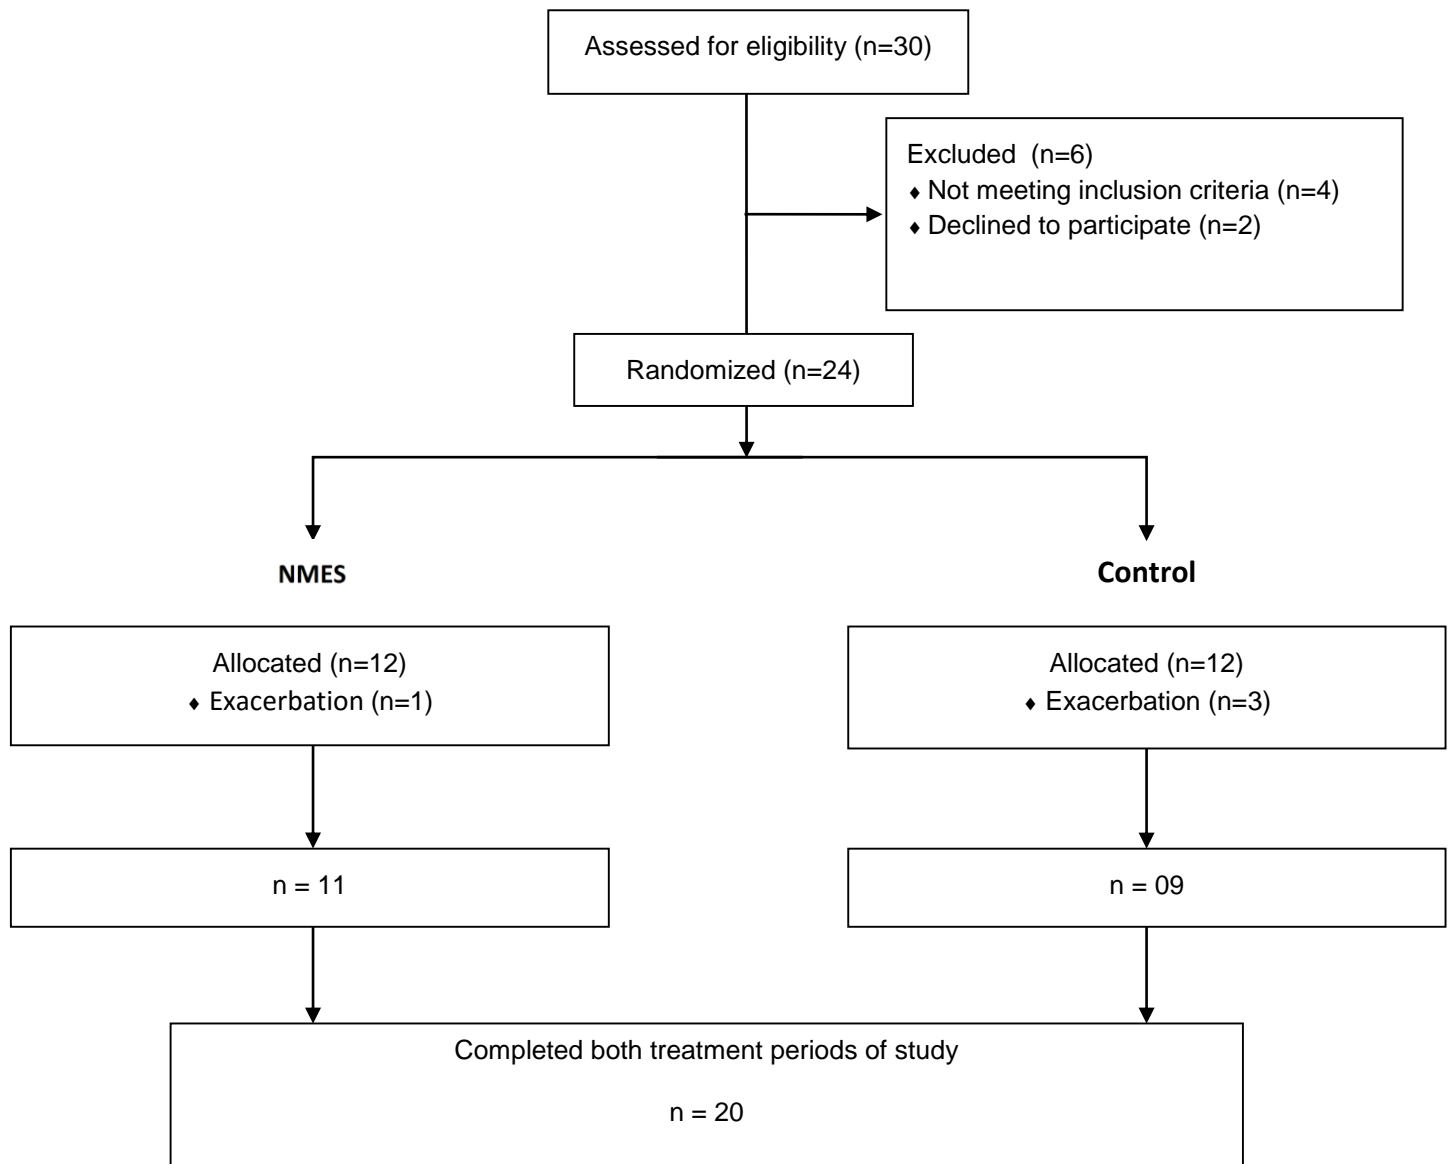 Assessed for eligibility (n=30)
Excluded (n=6)
♦ Not meeting inclusion criteria (n=4)
♦ Declined to participate (n=2)
Randomized (n=24)
NMES
Control
Allocated (n=12)
♦ Exacerbation (n=1)
Allocated (n=12)
♦ Exacerbation (n=3)
n = 11
n = 09
Completed both treatment periods of study
n = 20